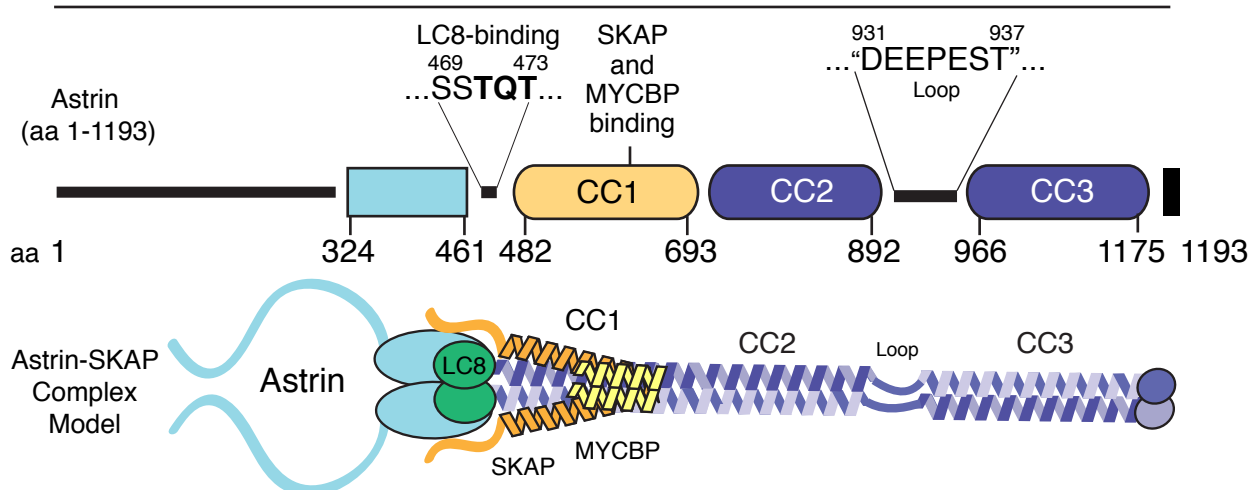 LC8-binding
469 473
...SSTQT...
SKAP
and
MYCBP
binding
931 937
...“DEEPEST”...
Loop
Astrin
(aa 1-1193)
CC1
CC2
CC3
aa 1 324 461 482 693 892 966 1175 1193
Astrin-SKAP
Complex
Model
Astrin
LC8
CC1
CC2
Loop
CC3
SKAP
MYCBP